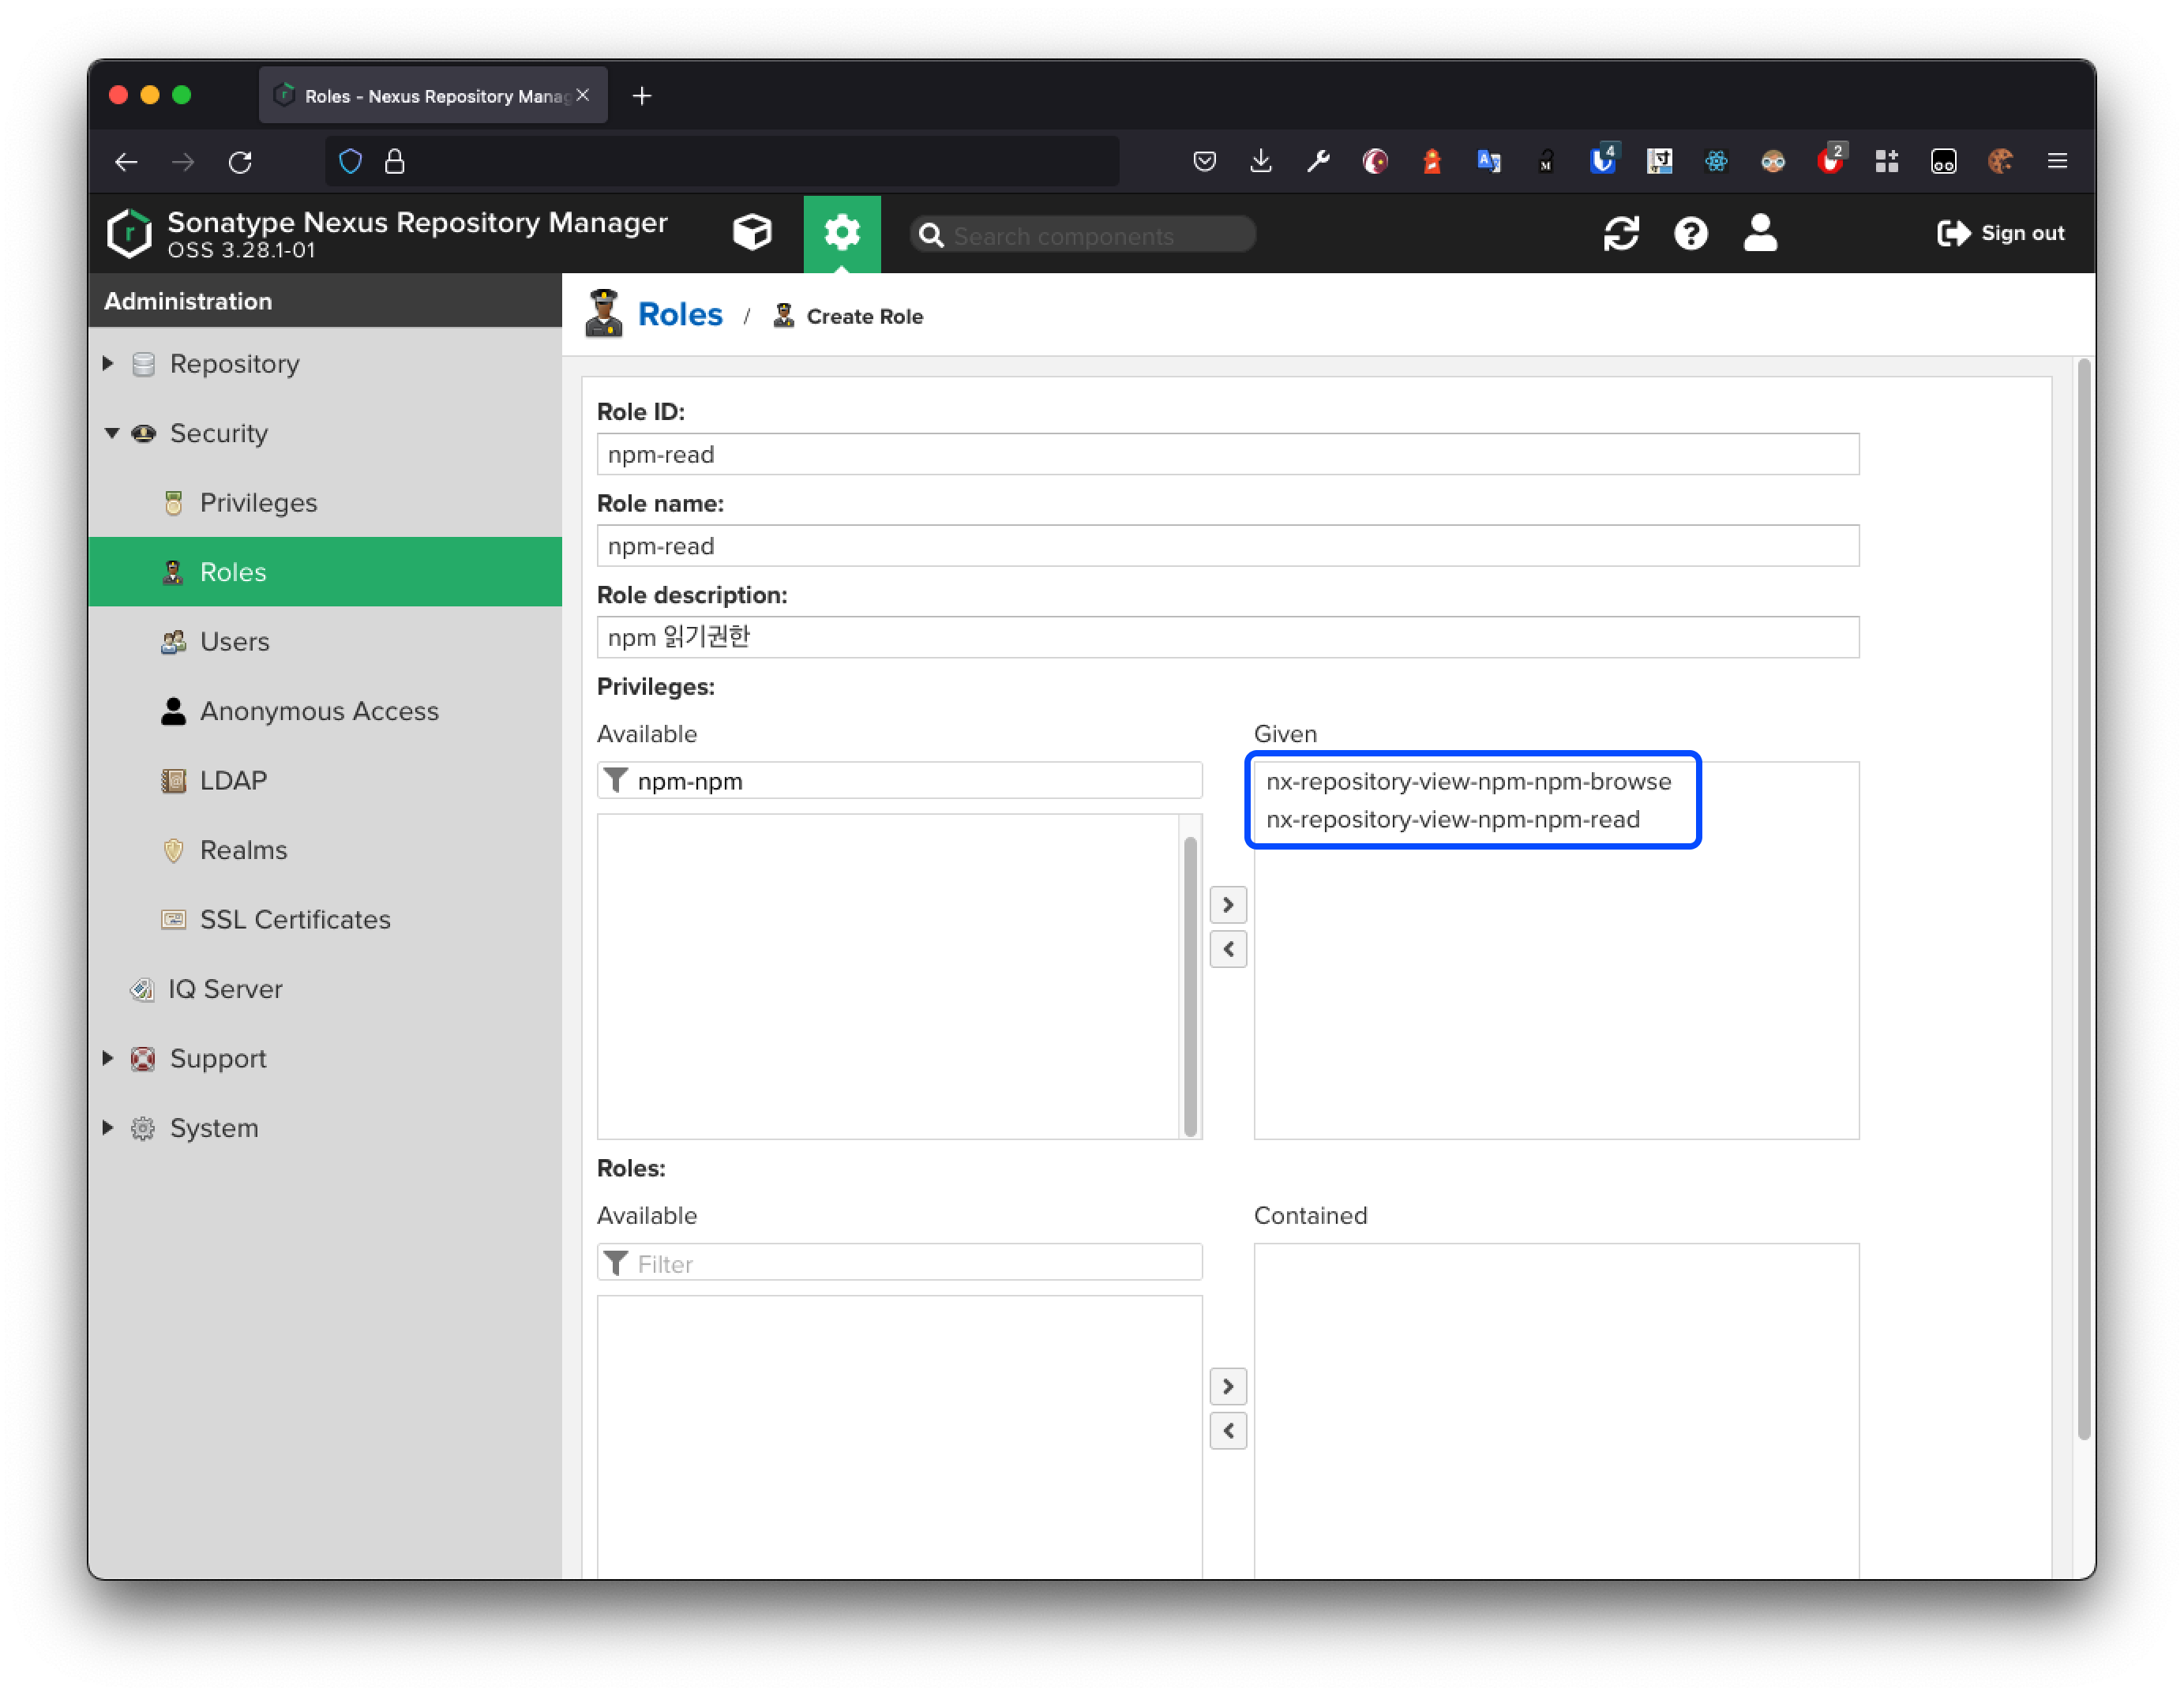 Roles - Nexus Repository Manag
4
2
Sonatype Nexus Repository Manager
OSS 3.28.1-01
Search components
Sign out
Administration
Repository
Security
Privileges
Roles
Users
Anonymous Access
LDAP
Realms
SSL Certificates
IQ Server
Support
System
Roles / Create Role
Role ID:
npm-read
Role name:
npm-read
Role description:
npm 읽기권한
Privileges:
Available
npm-npm
Given
nx-repository-view-npm-npm-browse
nx-repository-view-npm-npm-read
Roles:
Available
Filter
Contained